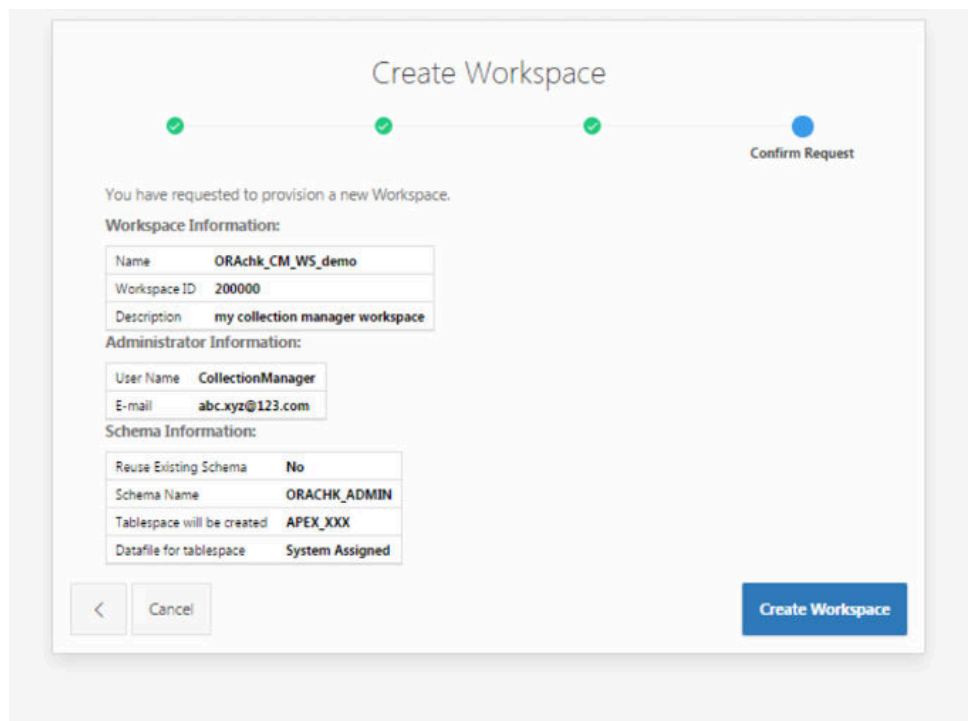 Create Workspace
Confirm Request
You have requested to provision a new Workspace.
Workspace Information:
Name ORAchk_CM_WS_demo
Workspace ID 200000
Description my collection manager workspace
Administrator Information:
User Name CollectionManager
E-mail abc.xyz@123.com
Schema Information:
Reuse Existing Schema No
Schema Name ORACHK_ADMIN
Tablespace will be created APEX_XXX
Datafile for tablespace System Assigned
Cancel
Create Workspace